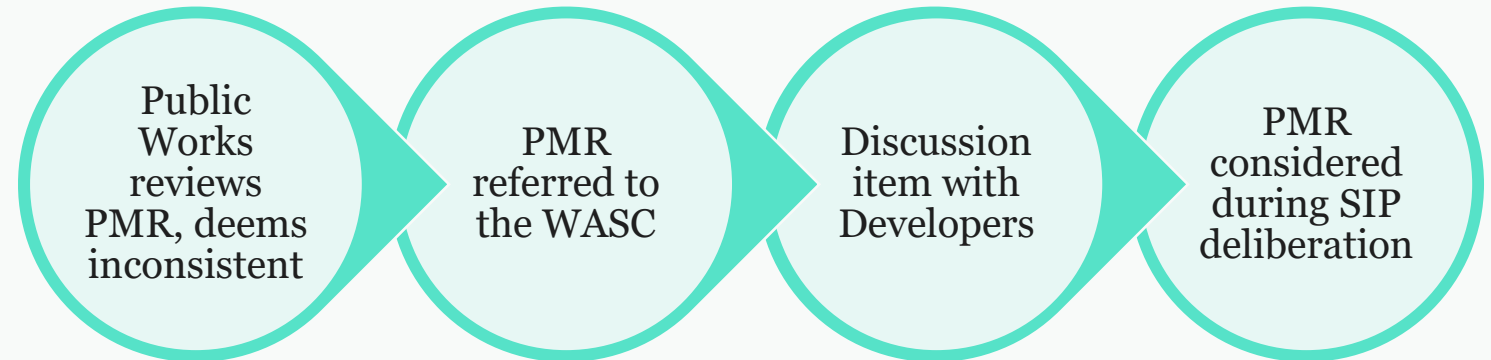 Public
Works
reviews
PMR, deems
inconsistent
PMR
referred to
the WASC
Discussion
item with
Developers
PMR
considered
during SIP
deliberation